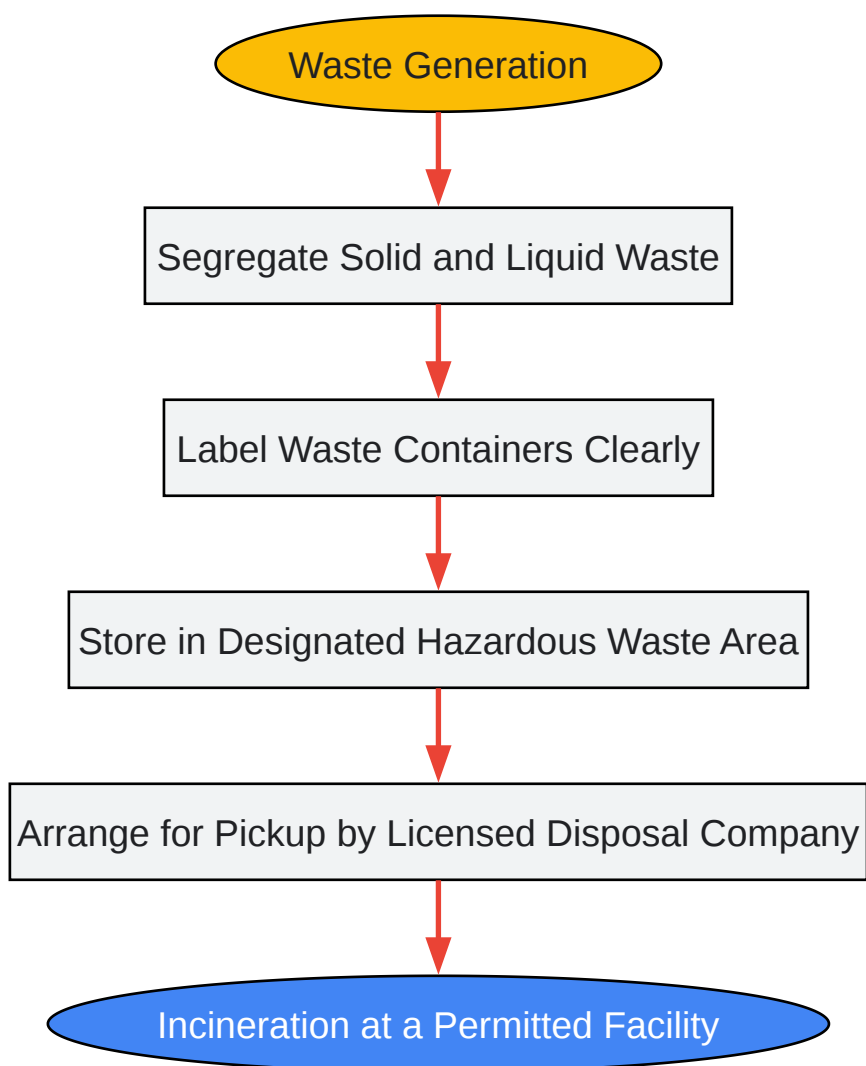 Waste Generation
Segregate Solid and Liquid Waste
Label Waste Containers Clearly
Store in Designated Hazardous Waste Area
Arrange for Pickup by Licensed Disposal Company
Incineration at a Permitted Facility